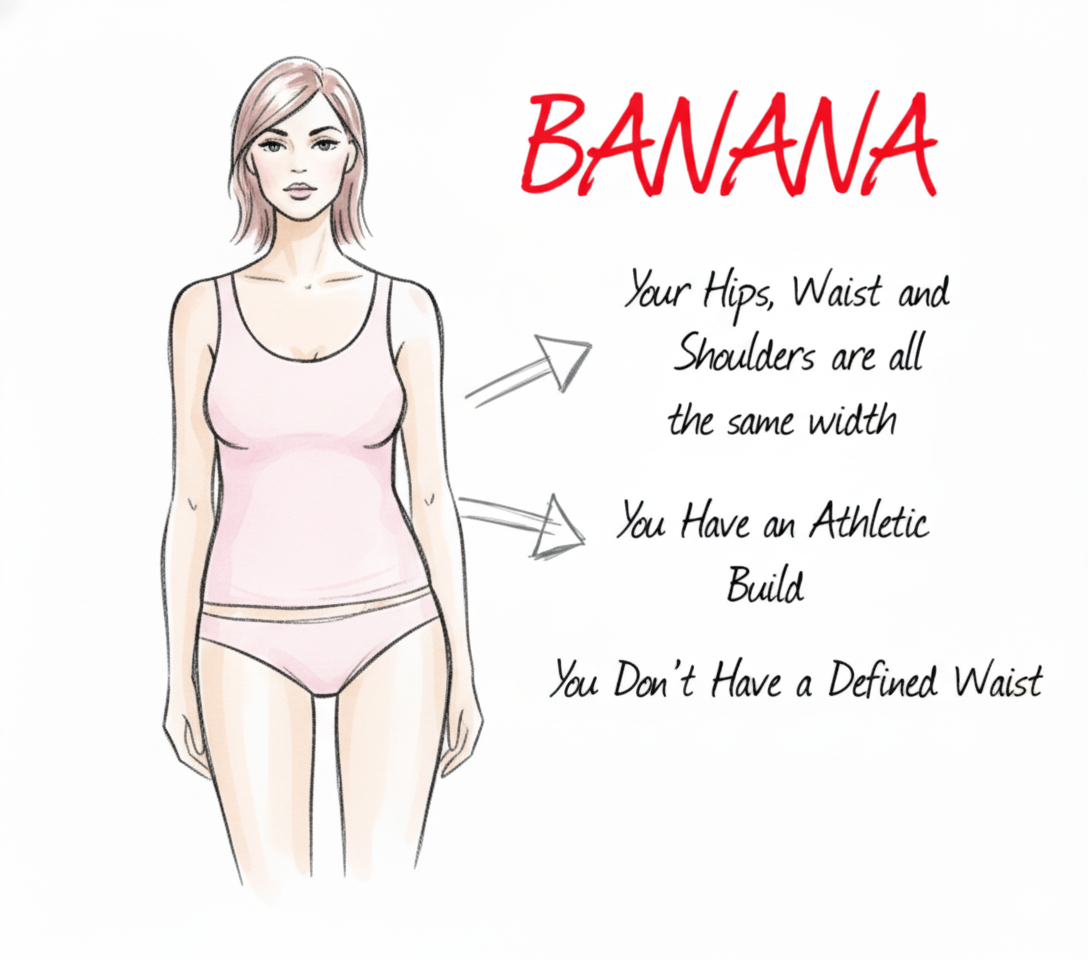 BANANA
Your Hips, Waist and
Shoulders are all
the same width
You Have an Athletic
Build
You Don't Have a Defined Waist